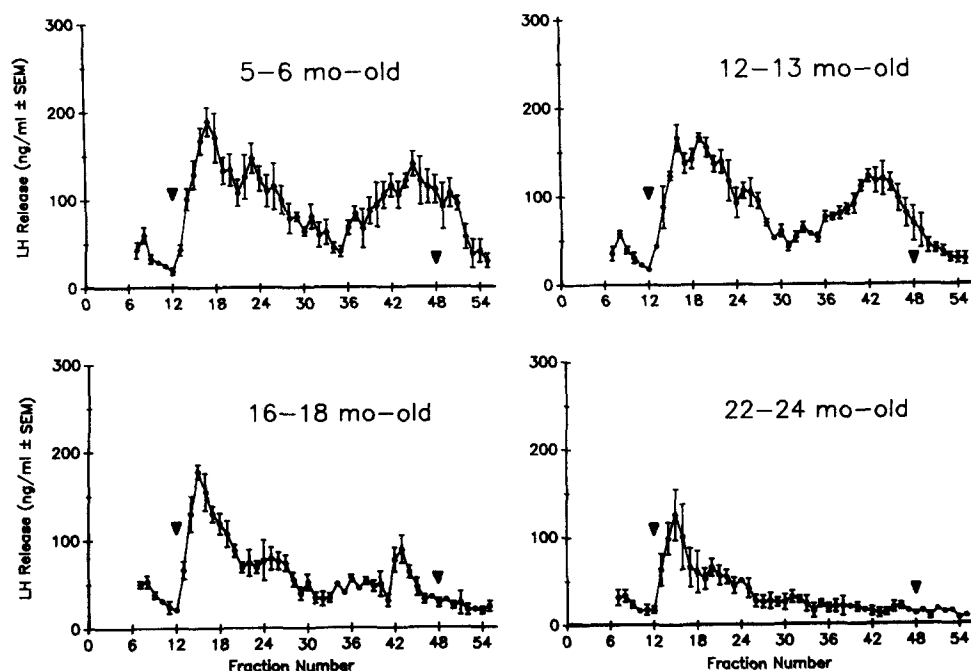 5-6 mo-old
LH Release (ng/ml ± SEM)
300
200
100
0
0 6 12 18 24 30 36 42 48 54
12-13 mo-old
300
200
100
0
0 6 12 18 24 30 36 42 48 54
16-18 mo-old
LH Release (ng/ml ± SEM)
300
200
100
0
0 6 12 18 24 30 36 42 48 54
Fraction Number
22-24 mo-old
300
200
100
0
0 6 12 18 24 30 36 42 48 54
Fraction Number